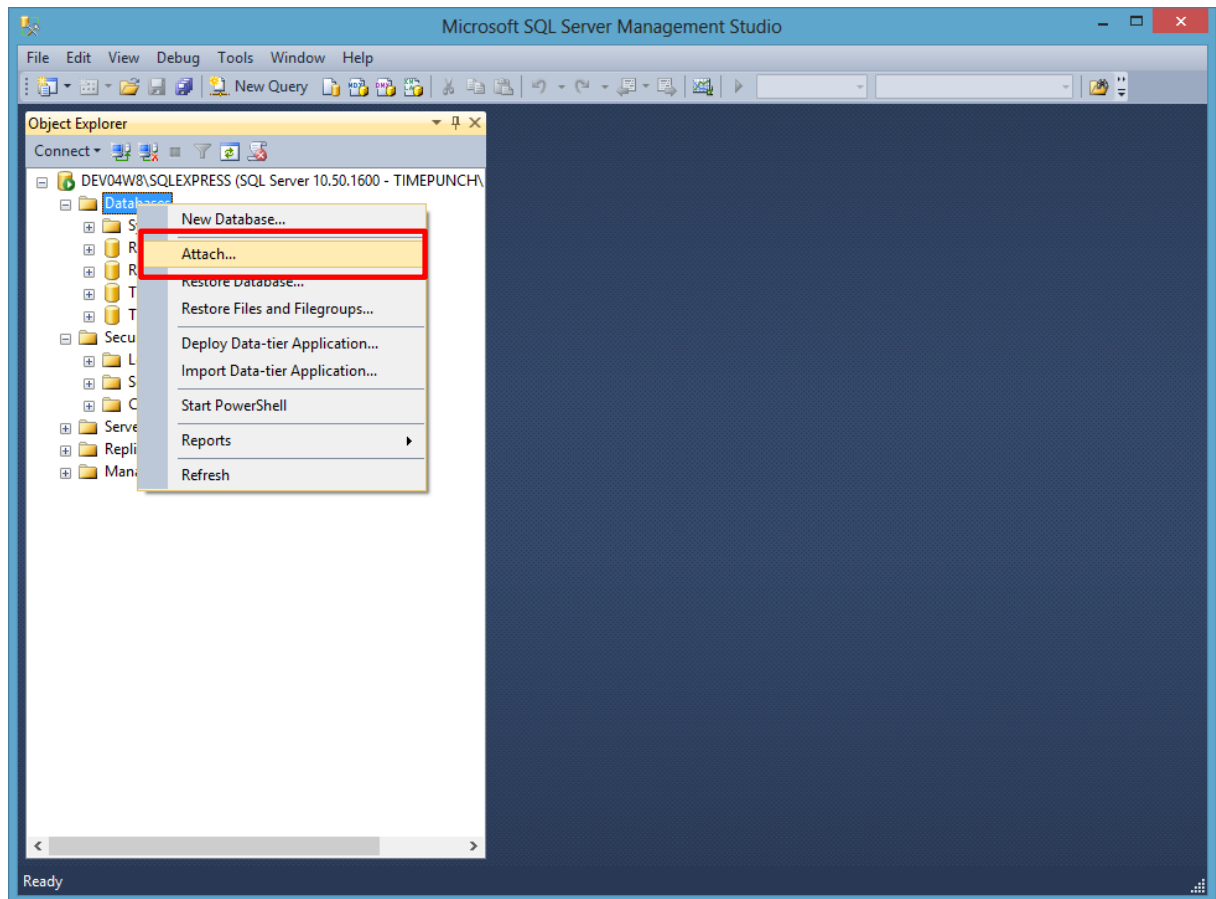 Microsoft SQL Server Management Studio
File Edit View Debug Tools Window Help
New Query
Object Explorer
Connect
DEV04W8\SQLEXPRESS (SQL Server 10.50.1600 - TIMEPUNCH\
Databases
New Database...
Attach...
Restore Database...
Restore Files and Filegroups...
Deploy Data-tier Application...
Import Data-tier Application...
Start PowerShell
Reports
Refresh
Ready